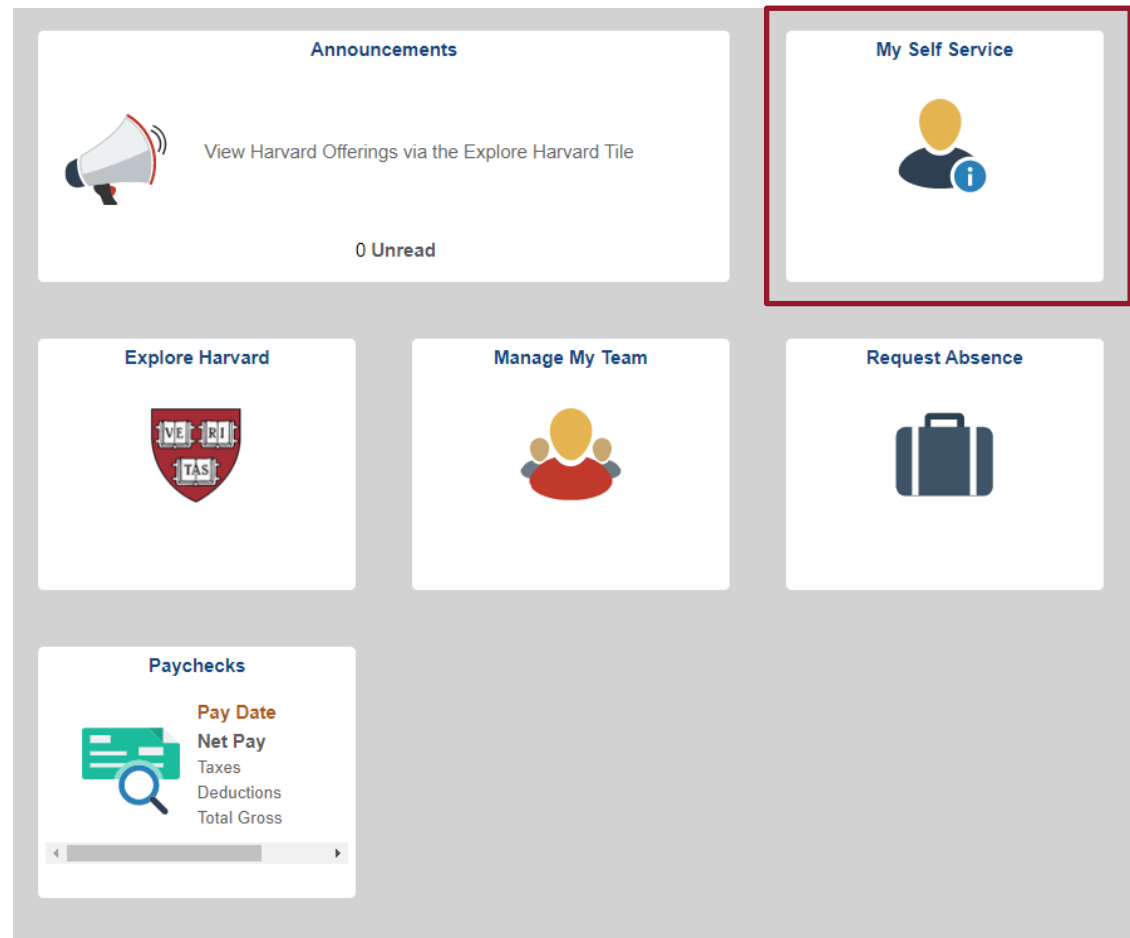 Announcements
View Harvard Offerings via the Explore Harvard Tile
0 Unread
My Self Service
i
Explore Harvard
VE RI
TAS
Manage My Team
Request Absence
Paychecks
Pay Date
Net Pay
Taxes
Deductions
Total Gross